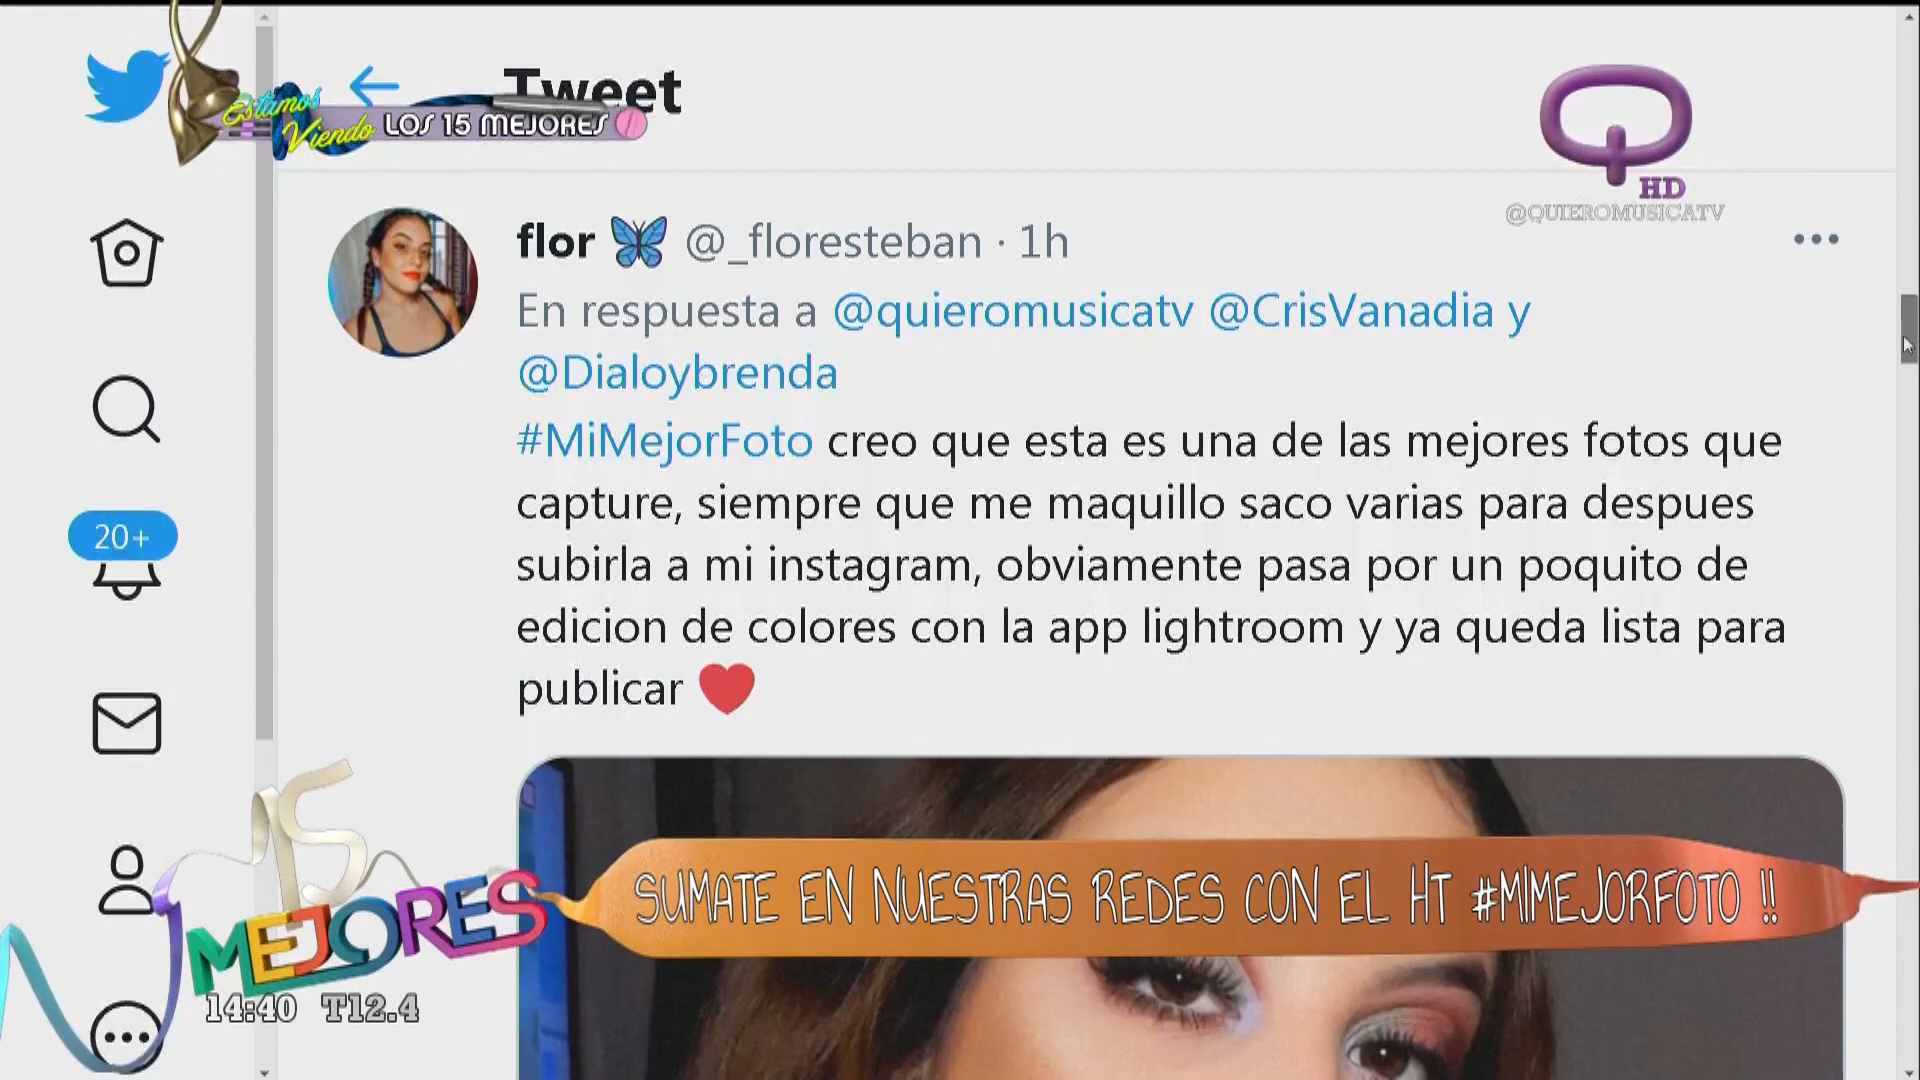 Tweet
Estamos
Viendo LOS 15 MEJORES
Q
HD
@QUIEROMUSICATV
flor 🦋 @_floresteban · 1h
En respuesta a @quieromusicatv @CrisVanadia y
@Dialoybrenda
#MiMejorFoto creo que esta es una de las mejores fotos que
capture, siempre que me maquillo saco varias para despues
subirla a mi instagram, obviamente pasa por un poquito de
edicion de colores con la app lightroom y ya queda lista para
publicar ❤️
20+
15
MEJORES
SUMATE EN NUESTRAS REDES CON EL HT #MIMEJORFOTO !!
14:40 T12.4